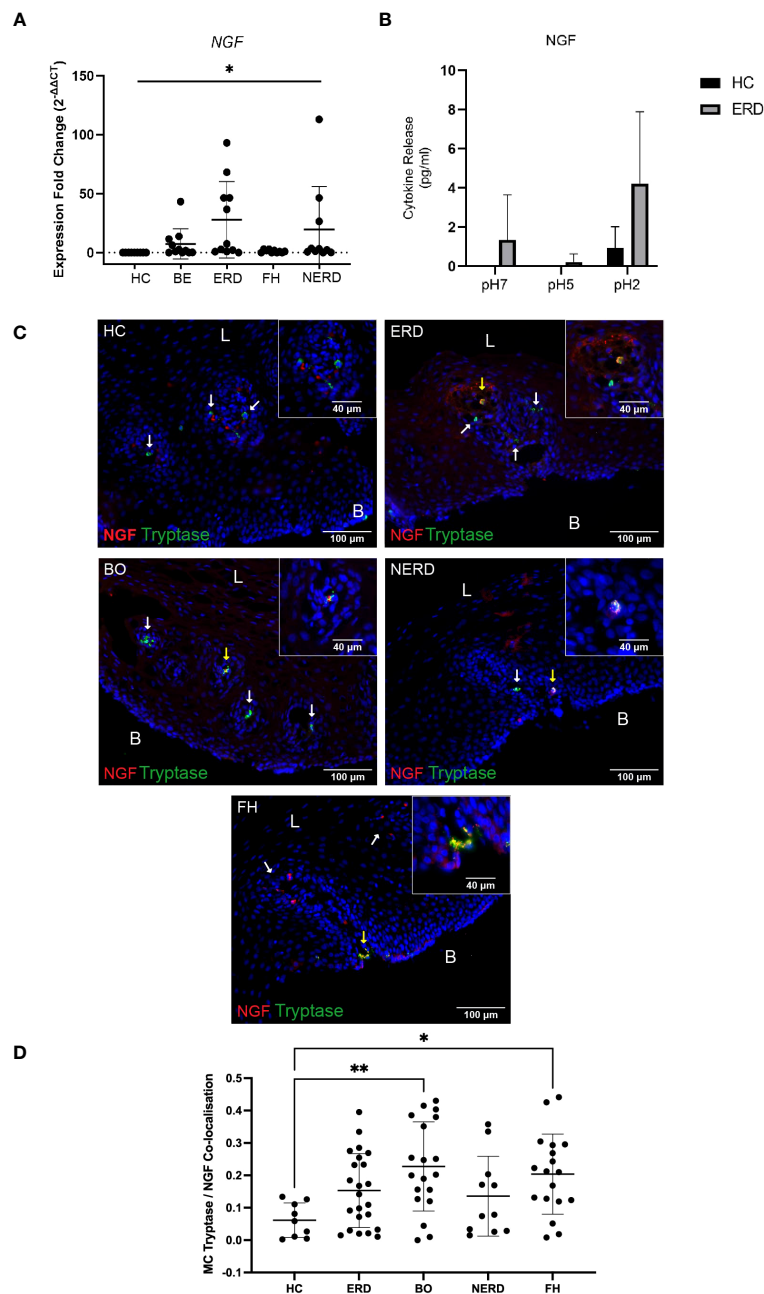 A
NGF
*
Expression Fold Change (2^-ΔΔCT)
150
100
50
0
HC BE ERD FH NERD
B
NGF
Cytokine Release
(pg/ml)
10
8
6
4
2
0
pH7 pH5 pH2
HC
ERD
C
HC
L
40 µm
B
NGF Tryptase
100 µm
ERD
L
40 µm
B
NGF Tryptase
100 µm
BO
L
40 µm
B
NGF Tryptase
100 µm
NERD
L
40 µm
B
NGF Tryptase
100 µm
FH
L
40 µm
B
NGF Tryptase
100 µm
D
*
**
MC Tryptase / NGF Co-localisation
0.5
0.4
0.3
0.2
0.1
0.0
-0.1
HC ERD BO NERD FH